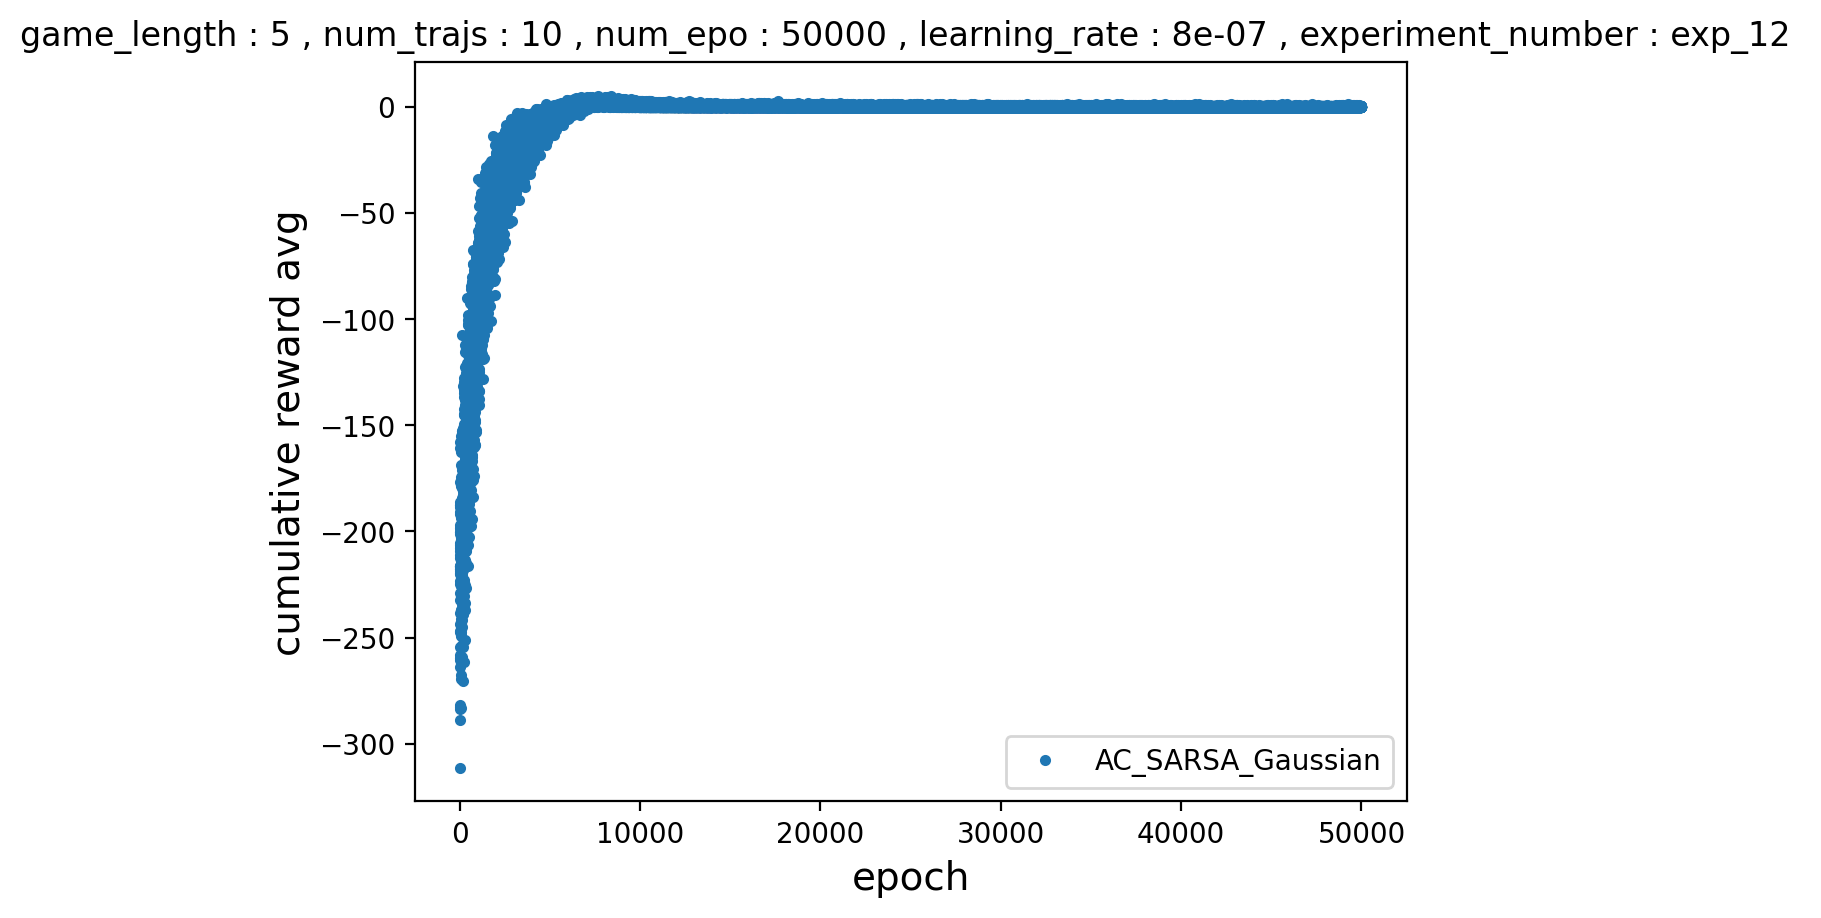 game_length : 5 , num_trajs : 10 , num_epo : 50000 , learning_rate : 8e-07 , experiment_number : exp_12
cumulative reward avg
0
−50
−100
−150
−200
−250
−300
AC_SARSA_Gaussian
0 10000 20000 30000 40000 50000
epoch